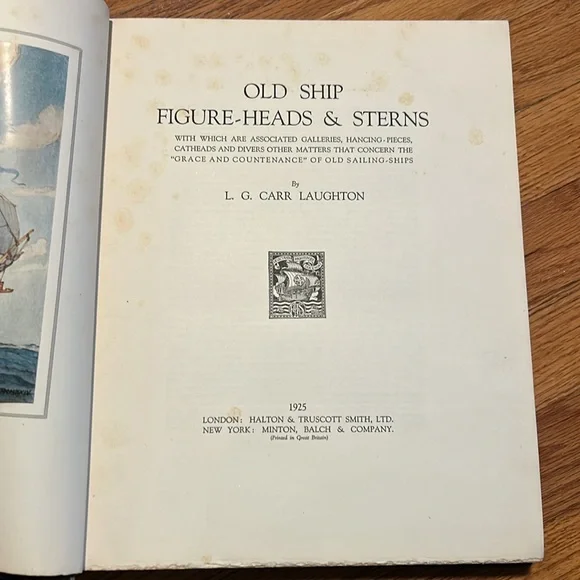 OLD SHIP
FIGURE-HEADS & STERNS
WITH WHICH ARE ASSOCIATED GALLERIES, HANCING-PIECES,
CATHEADS AND DIVERS OTHER MATTERS THAT CONCERN THE
"GRACE AND COUNTENANCE" OF OLD SAILING-SHIPS
By
L. G. CARR LAUGHTON
1925
LONDON: HALTON & TRUSCOTT SMITH, LTD.
NEW YORK: MINTON, BALCH & COMPANY.
(Printed in Great Britain)